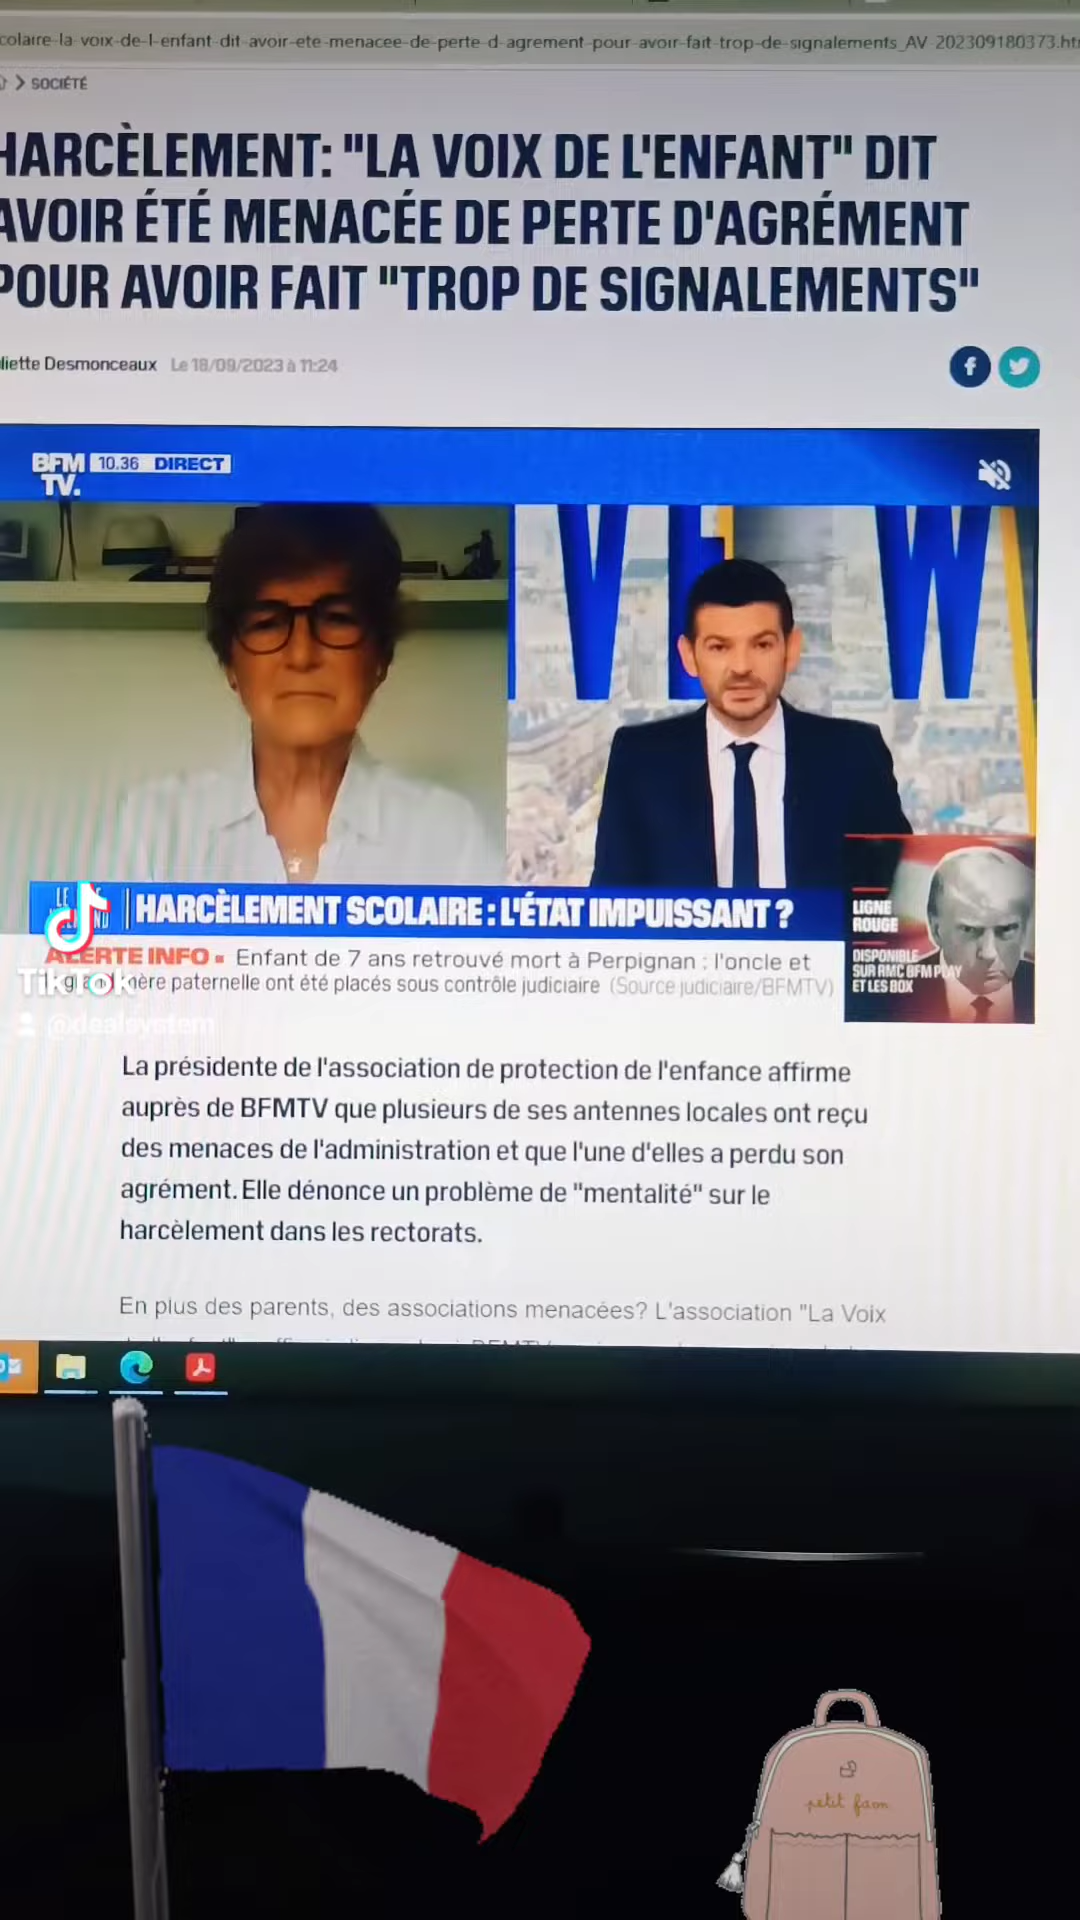 colaire-la-voix-de-l-enfant-dit-avoir-ete-menacee-de-perte-d-agrement-pour-avoir-fait-trop-de-signalements_AV-202309180373.ht
SOCIÉTÉ
HARCÈLEMENT: "LA VOIX DE L'ENFANT" DIT
AVOIR ÉTÉ MENACÉE DE PERTE D'AGRÉMENT
POUR AVOIR FAIT "TROP DE SIGNALEMENTS"
liette Desmonceaux Le 18/09/2023 à 11:24
BFM 10.36 DIRECT
TV.
HARCÈLEMENT SCOLAIRE : L'ÉTAT IMPUISSANT ?
LIGNE
ROUGE
DISPONIBLE
SUR RMC BFM PLAY
ET LES BOX
ALERTE INFO Enfant de 7 ans retrouvé mort à Perpignan : l'oncle et
mère paternelle ont été placés sous contrôle judiciaire (Source judiciaire/BFMTV)
TikTok
La présidente de l'association de protection de l'enfance affirme
auprès de BFMTV que plusieurs de ses antennes locales ont reçu
des menaces de l'administration et que l'une d'elles a perdu son
agrément. Elle dénonce un problème de "mentalité" sur le
harcèlement dans les rectorats.
En plus des parents, des associations menacées? L'association "La Voix
petit faon